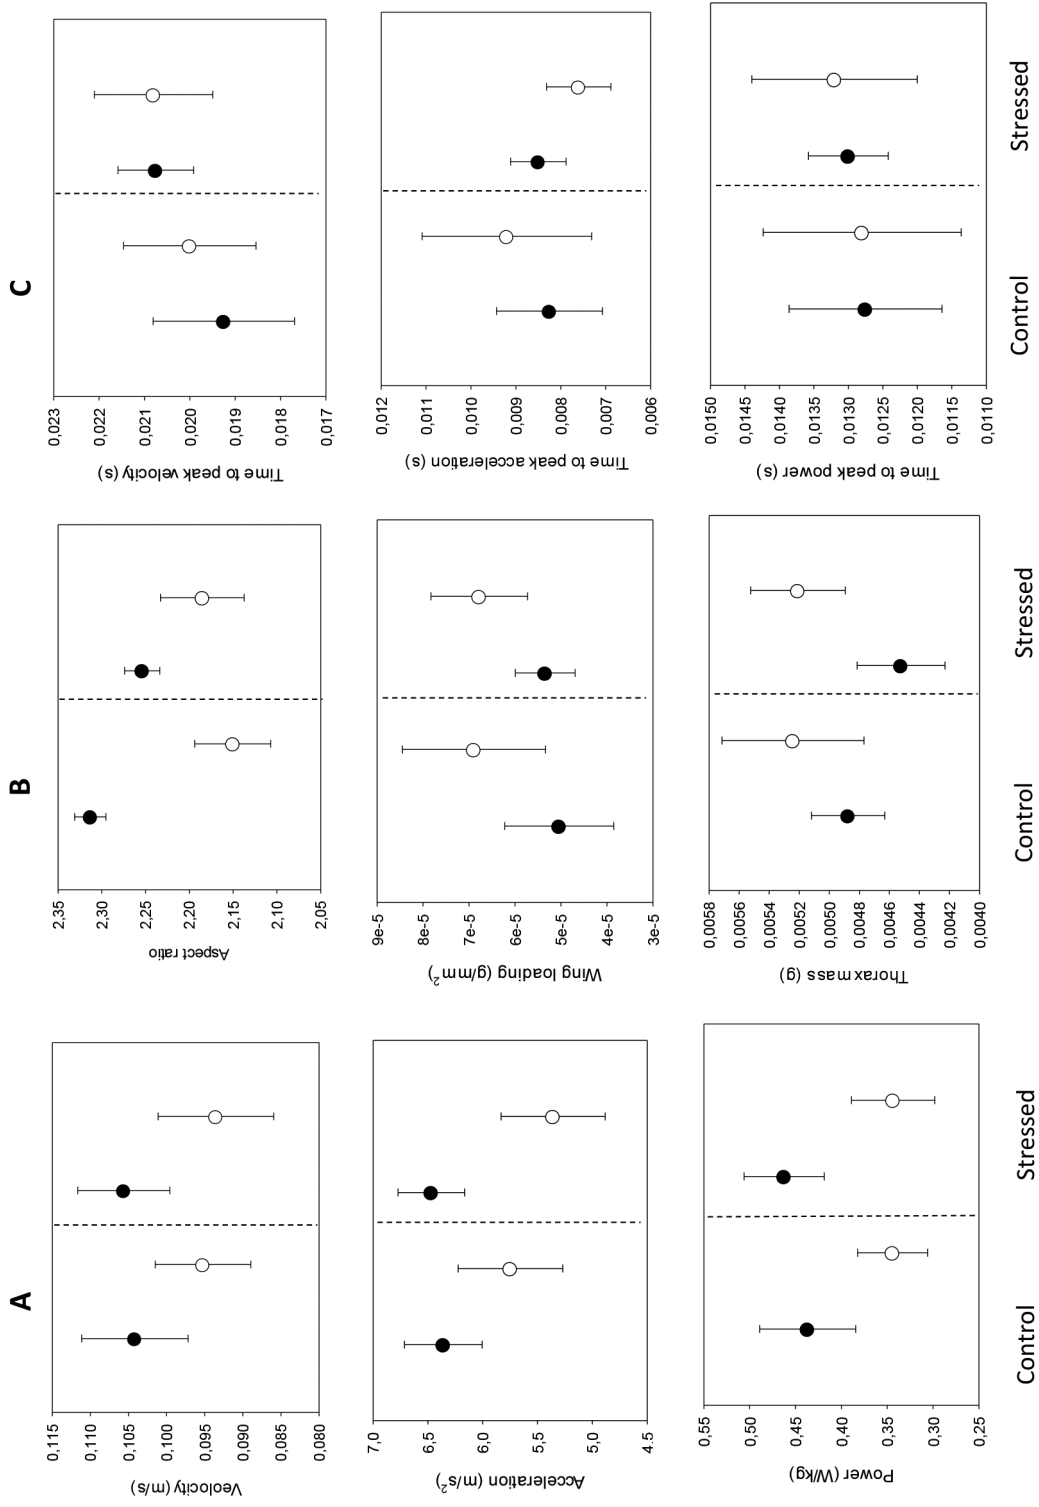 A
B
C
Veolocity (m/s)
0,115
0,110
0,105
0,100
0,095
0,090
0,085
0,080
Aspect ratio
2,35
2,30
2,25
2,20
2,15
2,10
2,05
Time to peak velocity (s)
0,023
0,022
0,021
0,020
0,019
0,018
0,017
Acceleration (m/s²)
7,0
6,5
6,0
5,5
5,0
4.5
Wing loading (g/mm²)
9e-5
8e-5
7e-5
6e-5
5e-5
4e-5
3e-5
Time to peak acceleration (s)
0,012
0,011
0,010
0,009
0,008
0,007
0,006
Power (W/kg)
0,55
0,50
0,45
0,40
0,35
0,30
0,25
Thorax mass (g)
0,0058
0,0056
0,0054
0,0052
0,0050
0,0048
0,0046
0,0044
0,0042
0,0040
Time to peak power (s)
0,0150
0,0145
0,0140
0,0135
0,0130
0,0125
0,0120
0,0115
0,0110
Control
Stressed
Control
Stressed
Control
Stressed